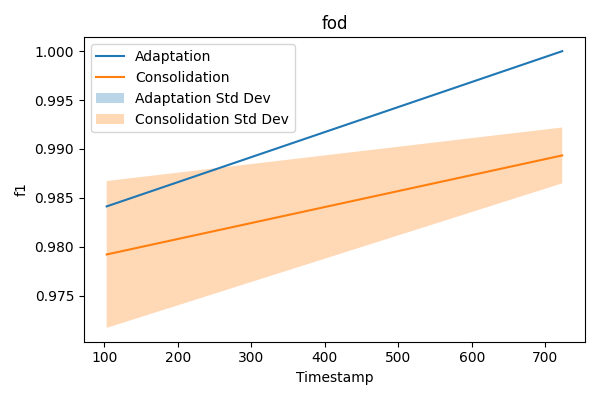 fod
Adaptation
Consolidation
Adaptation Std Dev
Consolidation Std Dev
f1
1.000
0.995
0.990
0.985
0.980
0.975
100 200 300 400 500 600 700
Timestamp